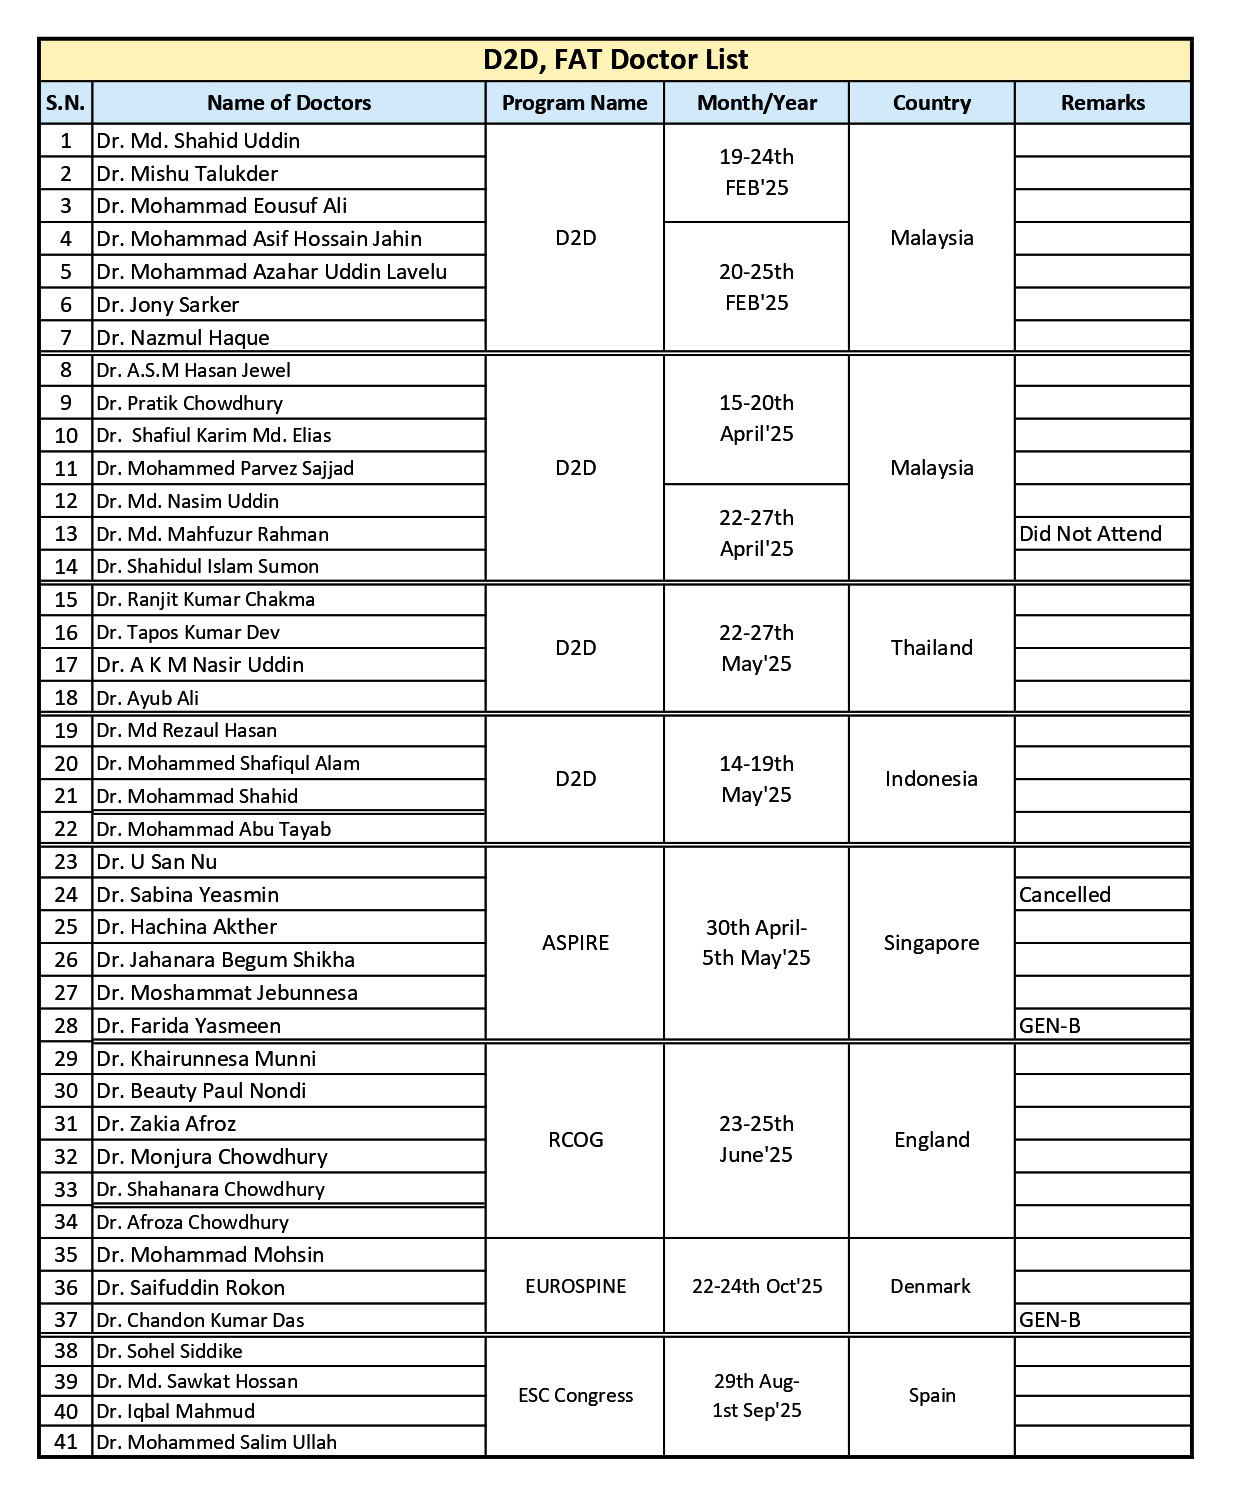 D2D, FAT Doctor List
S.N. Name of Doctors Program Name Month/Year Country Remarks
1 Dr. Md. Shahid Uddin
2 Dr. Mishu Talukder
3 Dr. Mohammad Eousuf Ali
19-24th
FEB'25
4 Dr. Mohammad Asif Hossain Jahin
D2D
Malaysia
5 Dr. Mohammad Azahar Uddin Lavelu
6 Dr. Jony Sarker
7 Dr. Nazmul Haque
20-25th
FEB'25
8 Dr. A.S.M Hasan Jewel
9 Dr. Pratik Chowdhury
10 Dr.  Shafiul Karim Md. Elias
11 Dr. Mohammed Parvez Sajjad
15-20th
April'25
D2D
Malaysia
12 Dr. Md. Nasim Uddin
13 Dr. Md. Mahfuzur Rahman
Did Not Attend
14 Dr. Shahidul Islam Sumon
22-27th
April'25
15 Dr. Ranjit Kumar Chakma
16 Dr. Tapos Kumar Dev
17 Dr. A K M Nasir Uddin
18 Dr. Ayub Ali
D2D
22-27th
May'25
Thailand
19 Dr. Md Rezaul Hasan
20 Dr. Mohammed Shafiqul Alam
21 Dr. Mohammad Shahid
22 Dr. Mohammad Abu Tayab
D2D
14-19th
May'25
Indonesia
23 Dr. U San Nu
24 Dr. Sabina Yeasmin
Cancelled
25 Dr. Hachina Akther
26 Dr. Jahanara Begum Shikha
27 Dr. Moshammat Jebunnesa
28 Dr. Farida Yasmeen
GEN-B
ASPIRE
30th April-
5th May'25
Singapore
29 Dr. Khairunnesa Munni
30 Dr. Beauty Paul Nondi
31 Dr. Zakia Afroz
32 Dr. Monjura Chowdhury
33 Dr. Shahanara Chowdhury
34 Dr. Afroza Chowdhury
RCOG
23-25th
June'25
England
35 Dr. Mohammad Mohsin
36 Dr. Saifuddin Rokon
EUROSPINE
22-24th Oct'25
Denmark
37 Dr. Chandon Kumar Das
GEN-B
38 Dr. Sohel Siddike
39 Dr. Md. Sawkat Hossan
40 Dr. Iqbal Mahmud
41 Dr. Mohammed Salim Ullah
ESC Congress
29th Aug-
1st Sep'25
Spain